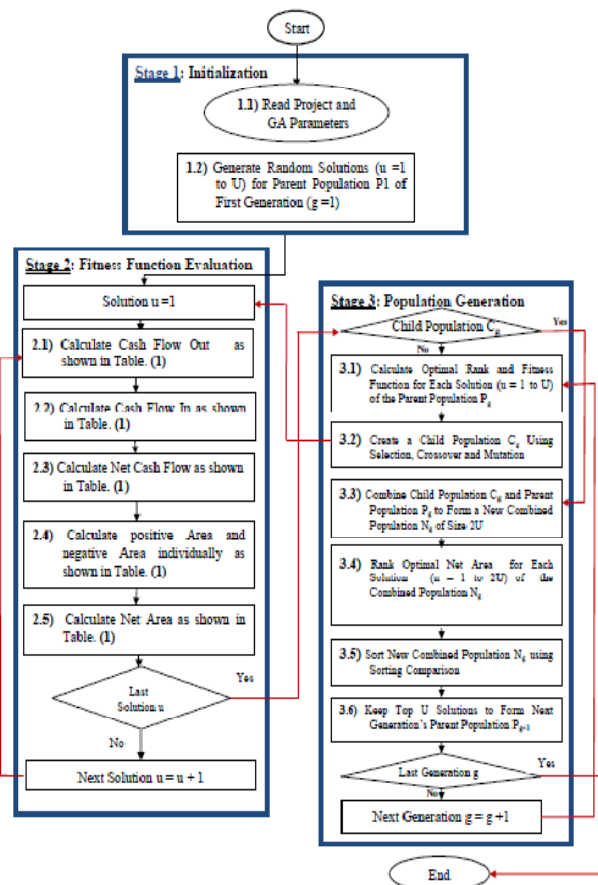 Start
Stage 1: Initialization
1.1) Read Project and
GA Parameters
1.2) Generate Random Solutions (u =1
to U) for Parent Population P1 of
First Generation (g =1)
Stage 2: Fitness Function Evaluation
Solution u =1
2.1) Calculate Cash Flow Out as
shown in Table. (1)
2.2) Calculate Cash Flow In as shown
in Table. (1)
2.3) Calculate Net Cash Flow as shown
in Table. (1)
2.4) Calculate positive Area and
negative Area individually as
shown in Table. (1)
2.5) Calculate Net Area as shown in
Table. (1)
Last
Solution u
Yes
No
Next Solution u = u + 1
Stage 3: Population Generation
Child Population Cg
Yes
No
3.1) Calculate Optimal Rank and Fitness
Function for Each Solution (u = 1 to U)
of the Parent Population Pg
3.2) Create a Child Population Cg Using
Selection, Crossover and Mutation
3.3) Combine Child Population Cg and Parent
Population Pg to Form a New Combined
Population Ng of Size 2U
3.4) Rank Optimal Net Area for Each
Solution (u = 1 to 2U) of the
Combined Population Ng
3.5) Sort New Combined Population Ng using
Sorting Comparison
3.6) Keep Top U Solutions to Form Next
Generation's Parent Population Pg+1
Last Generation g
Yes
No
Next Generation g = g +1
End